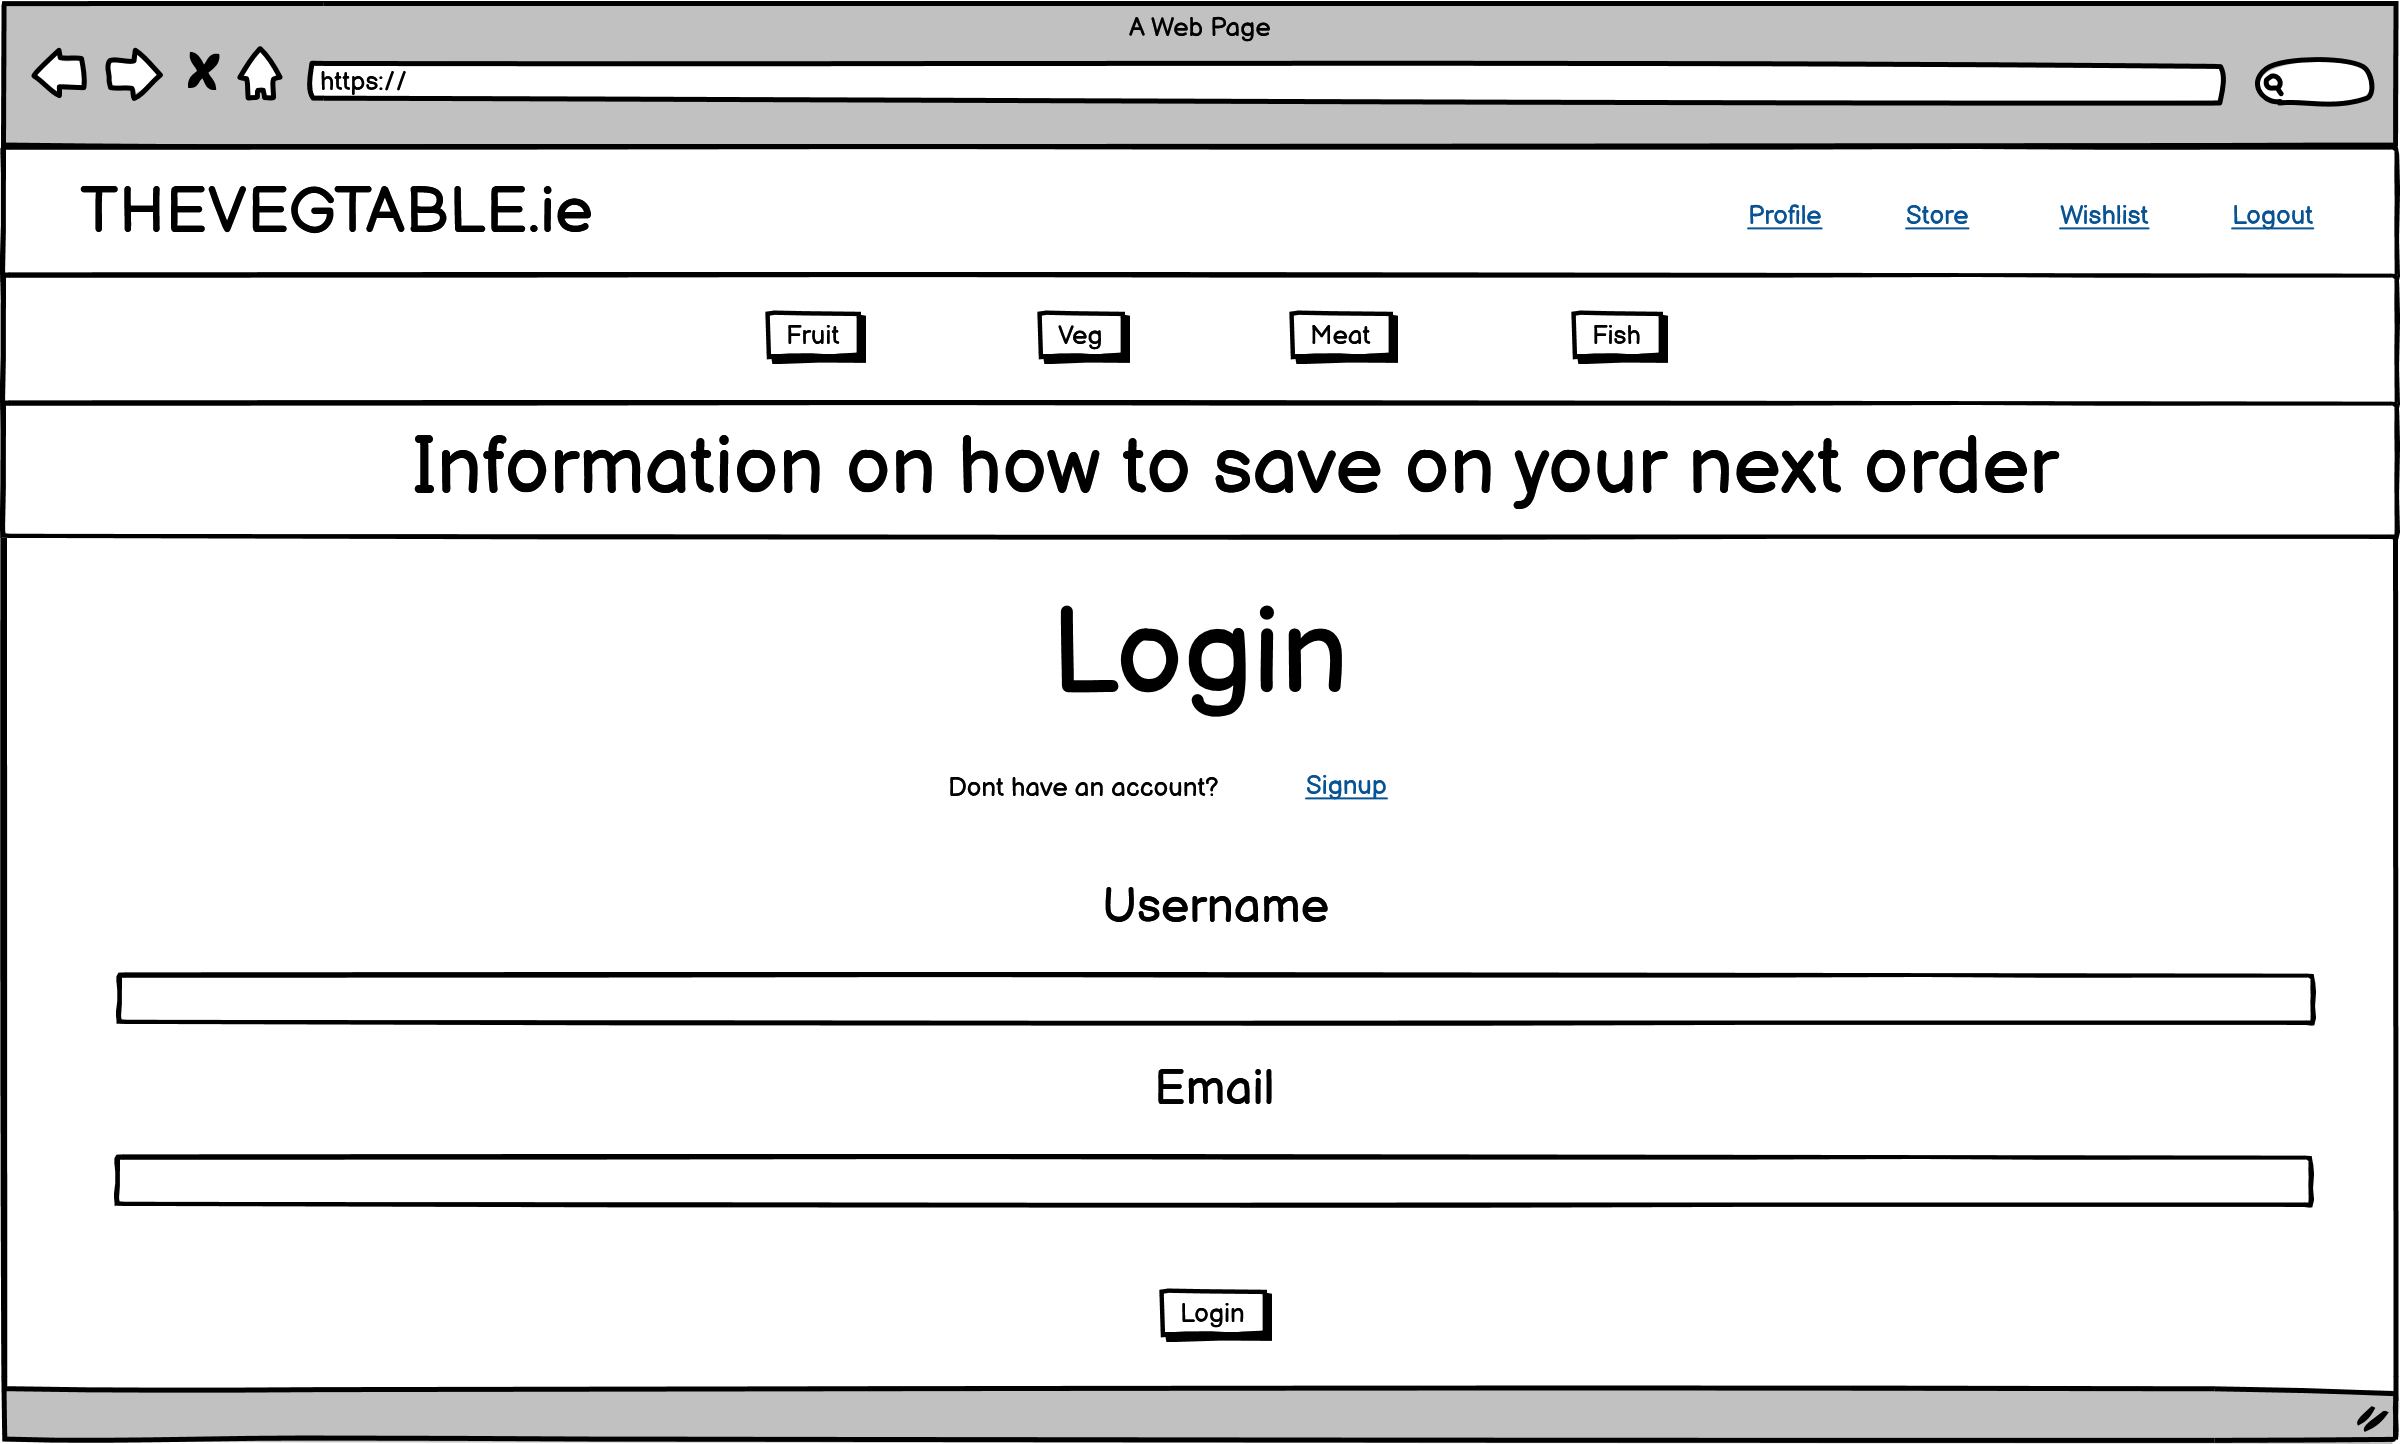 A Web Page
https://
THEVEGTABLE.ie
Profile Store Wishlist Logout
Fruit Veg Meat Fish
Information on how to save on your next order
Login
Dont have an account? Signup
Username
Email
Login